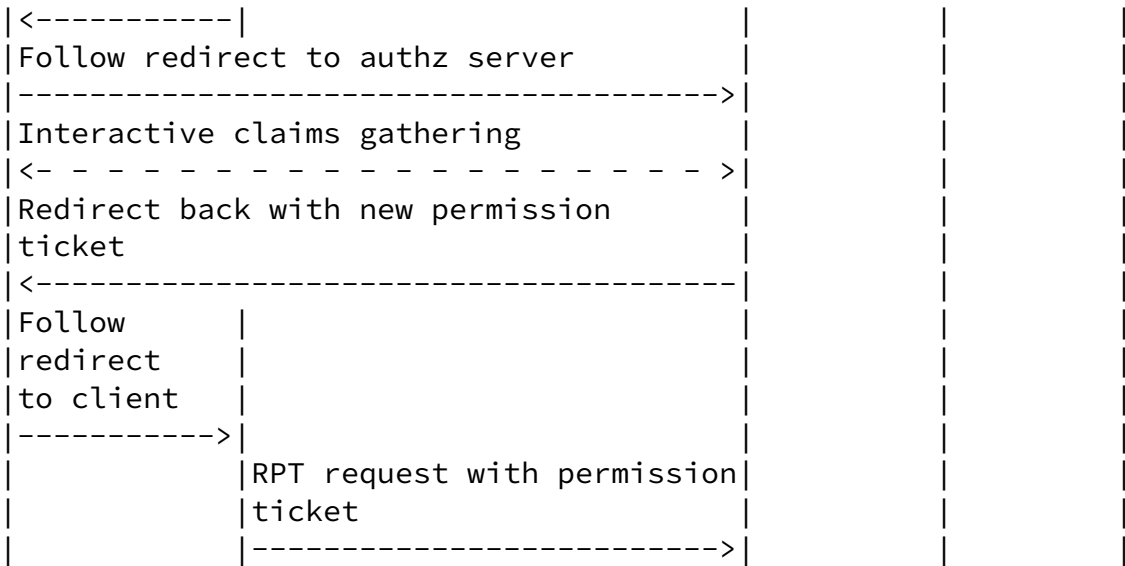 |<-----------| | | |
|Follow redirect to authz server | | |
|--------------------------------------->| | |
|Interactive claims gathering | | |
|<- - - - - - - - - - - - - - - - - - - >| | |
|Redirect back with new permission | | |
|ticket | | |
|<---------------------------------------| | |
|Follow | | | |
|redirect | | | |
|to client | | | |
|----------->| | | |
| |RPT request with permission| | |
| |ticket | | |
| |-------------------------->| | |